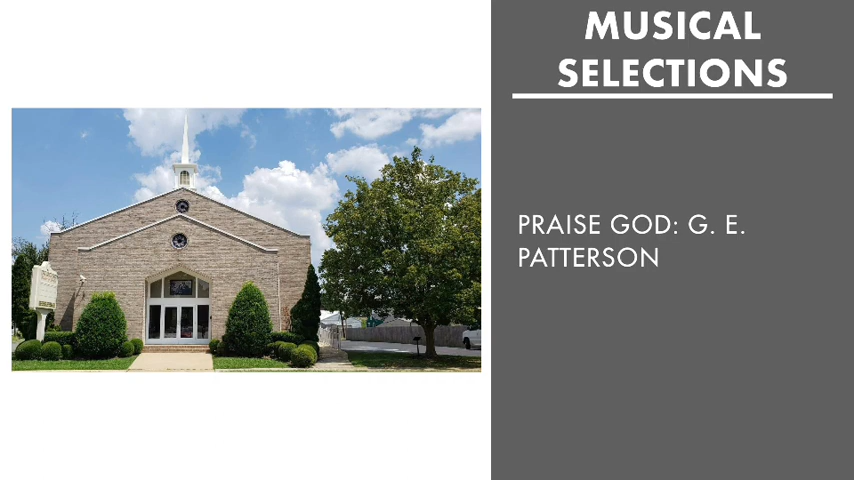 MUSICAL
SELECTIONS
PRAISE GOD: G. E.
PATTERSON